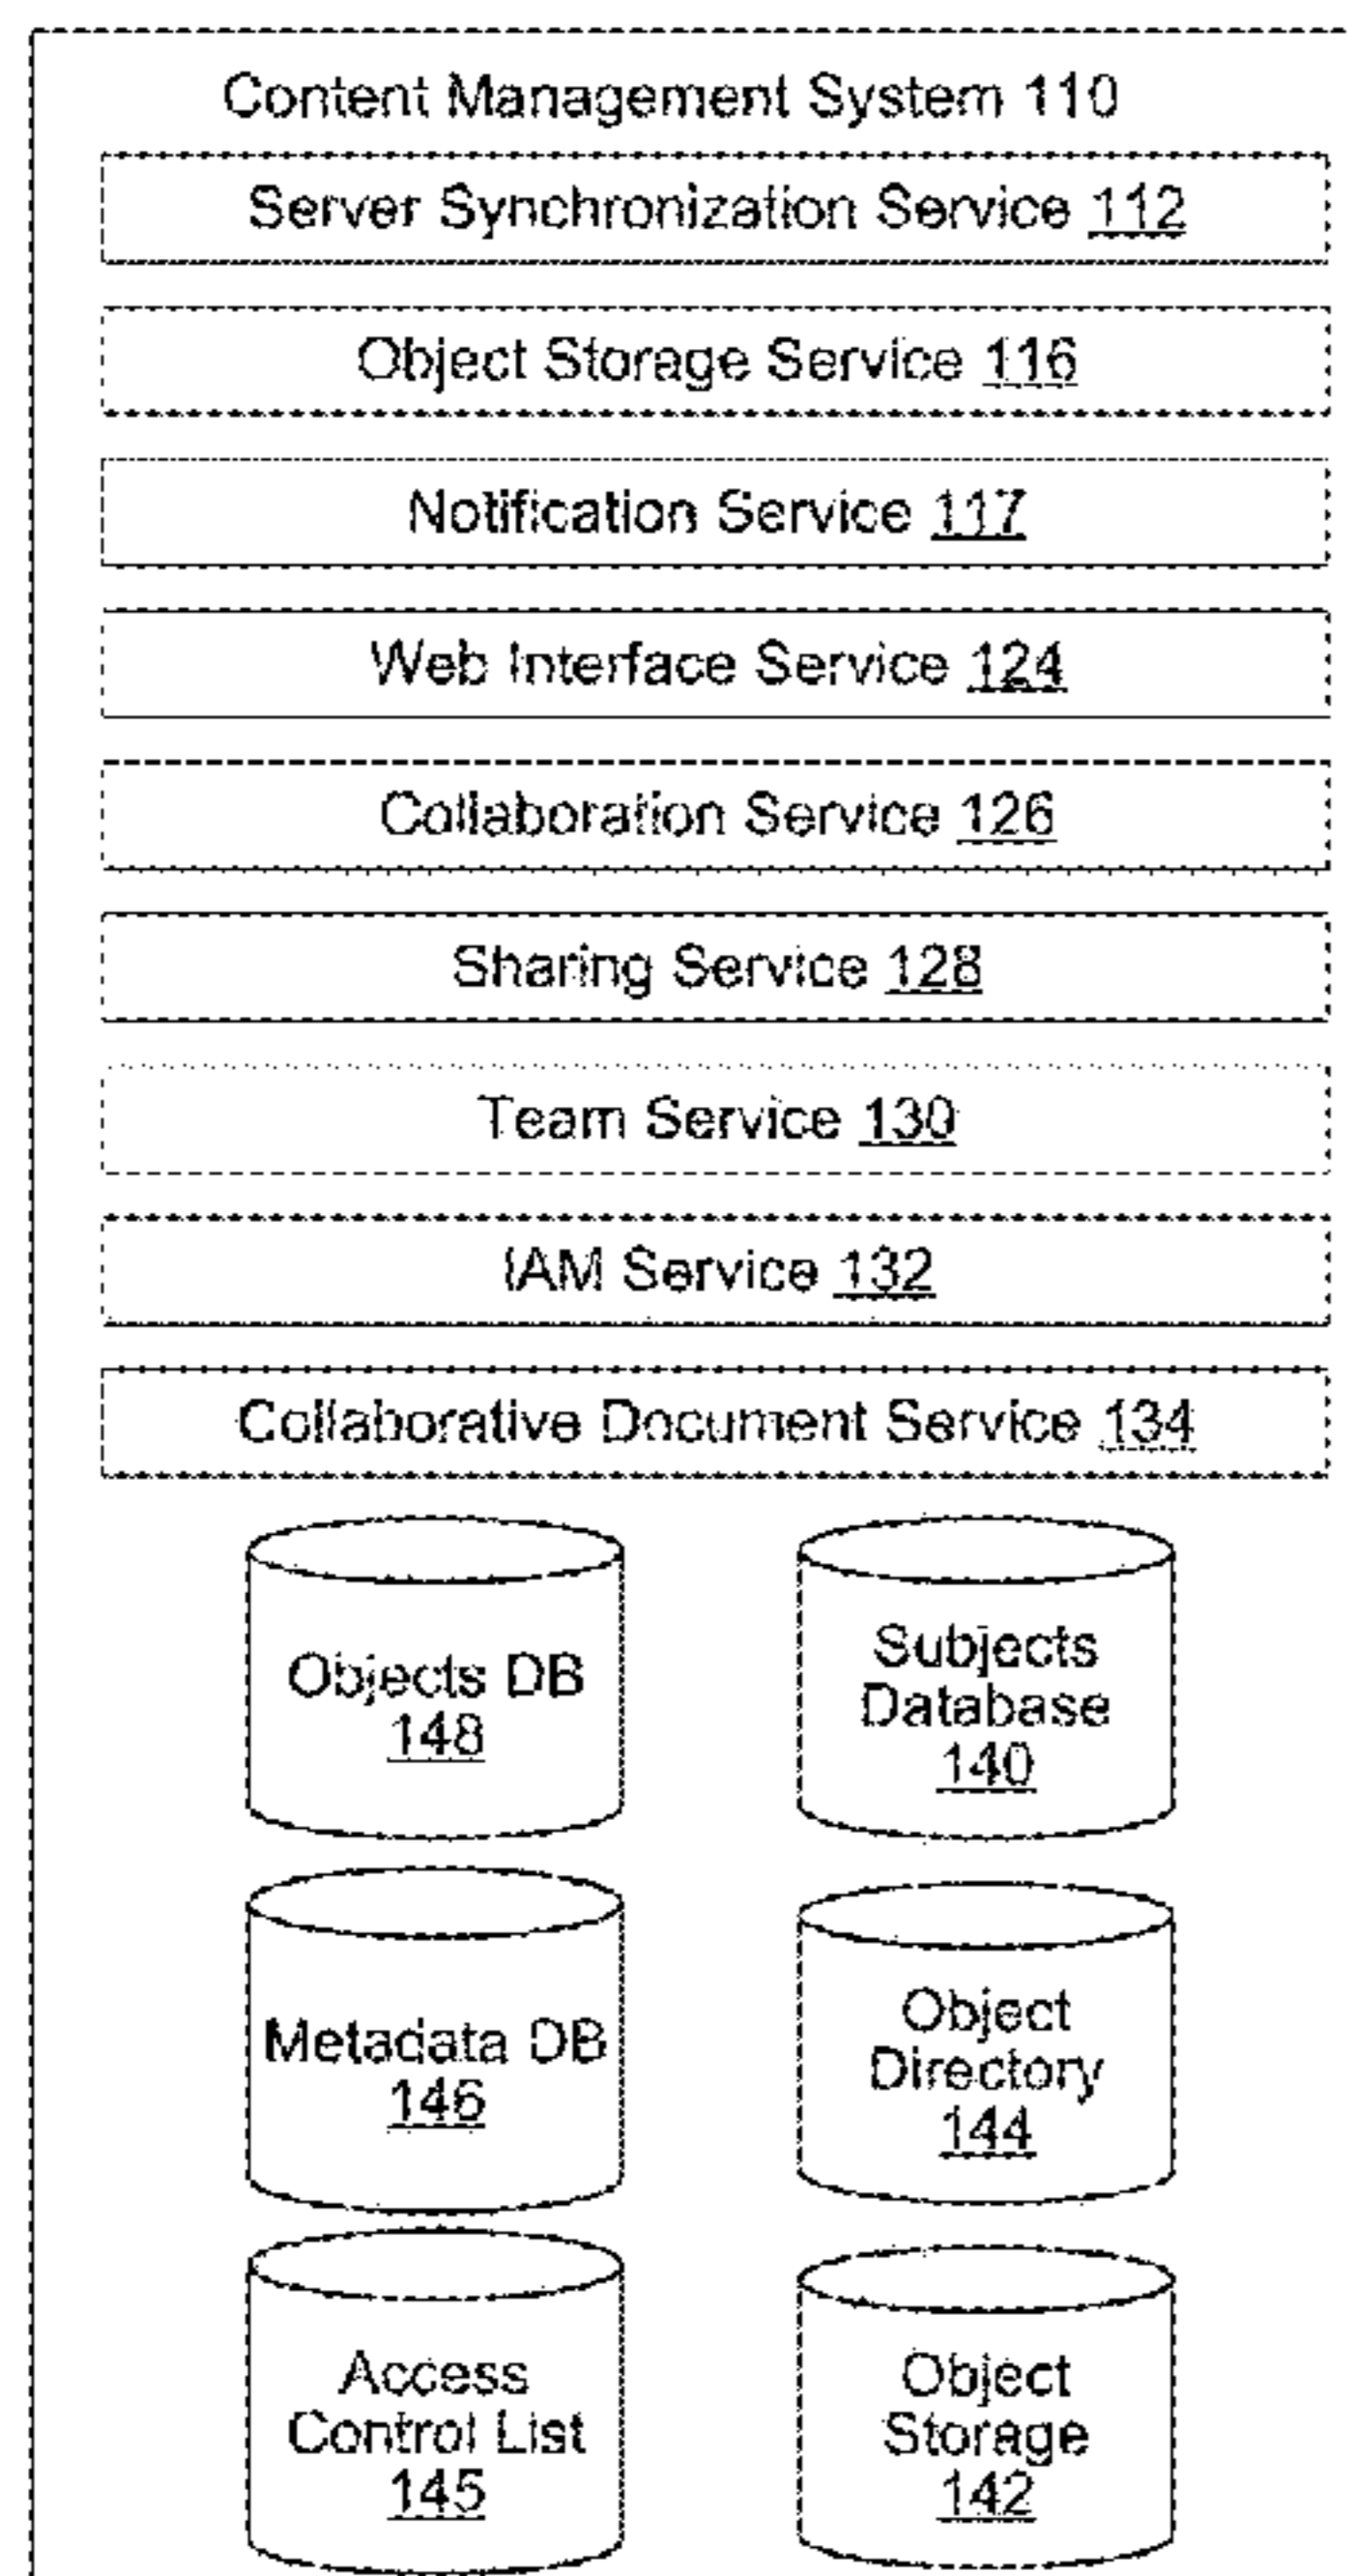 Content Management System 110
Server Synchronization Service 112
Object Storage Service 116
Notification Service 117
Web Interface Service 124
Collaboration Service 126
Sharing Service 128
Team Service 130
IAM Service 132
Collaborative Document Service 134
Objects DB
148
Subjects
Database
140
Metadata DB
146
Object
Directory
144
Access
Control List
145
Object
Storage
142